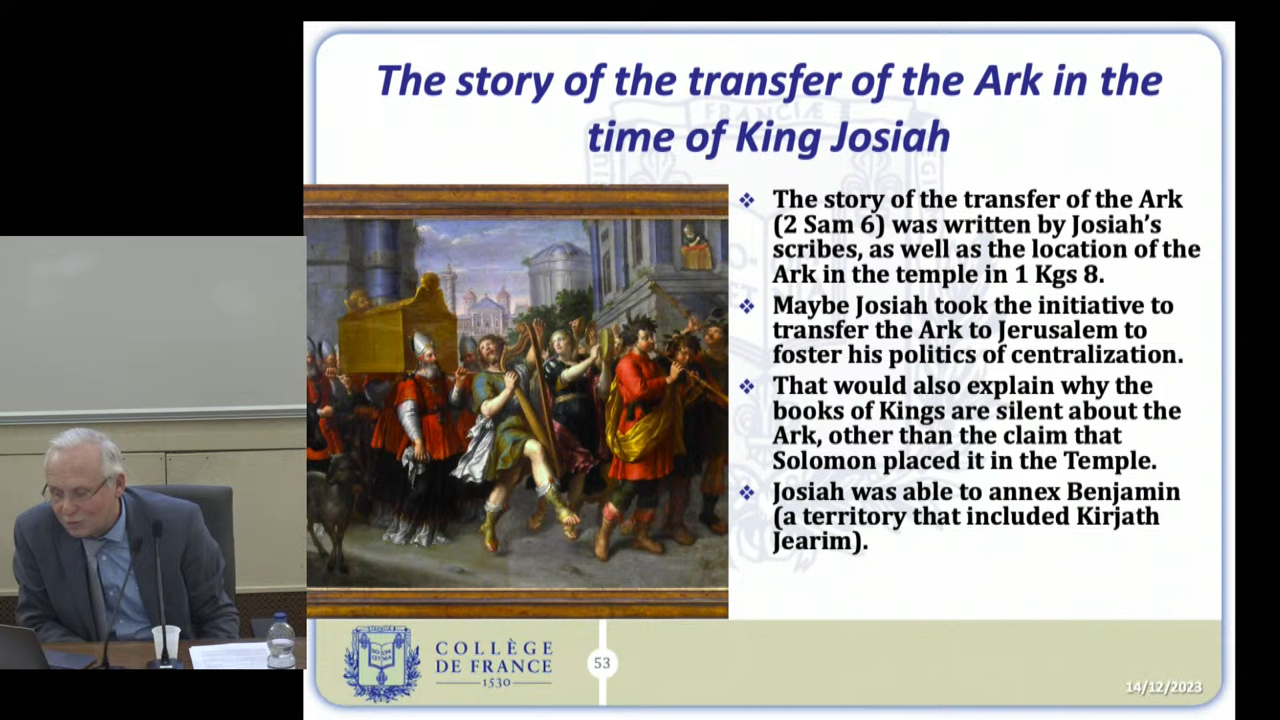 The story of the transfer of the Ark in the
time of King Josiah
❖ The story of the transfer of the Ark
(2 Sam 6) was written by Josiah’s
scribes, as well as the location of the
Ark in the temple in 1 Kgs 8.
❖ Maybe Josiah took the initiative to
transfer the Ark to Jerusalem to
foster his politics of centralization.
❖ That would also explain why the
books of Kings are silent about the
Ark, other than the claim that
Solomon placed it in the Temple.
❖ Josiah was able to annex Benjamin
(a territory that included Kirjath
Jearim).
COLLÈGE
DE FRANCE
1530
53
14/12/2023